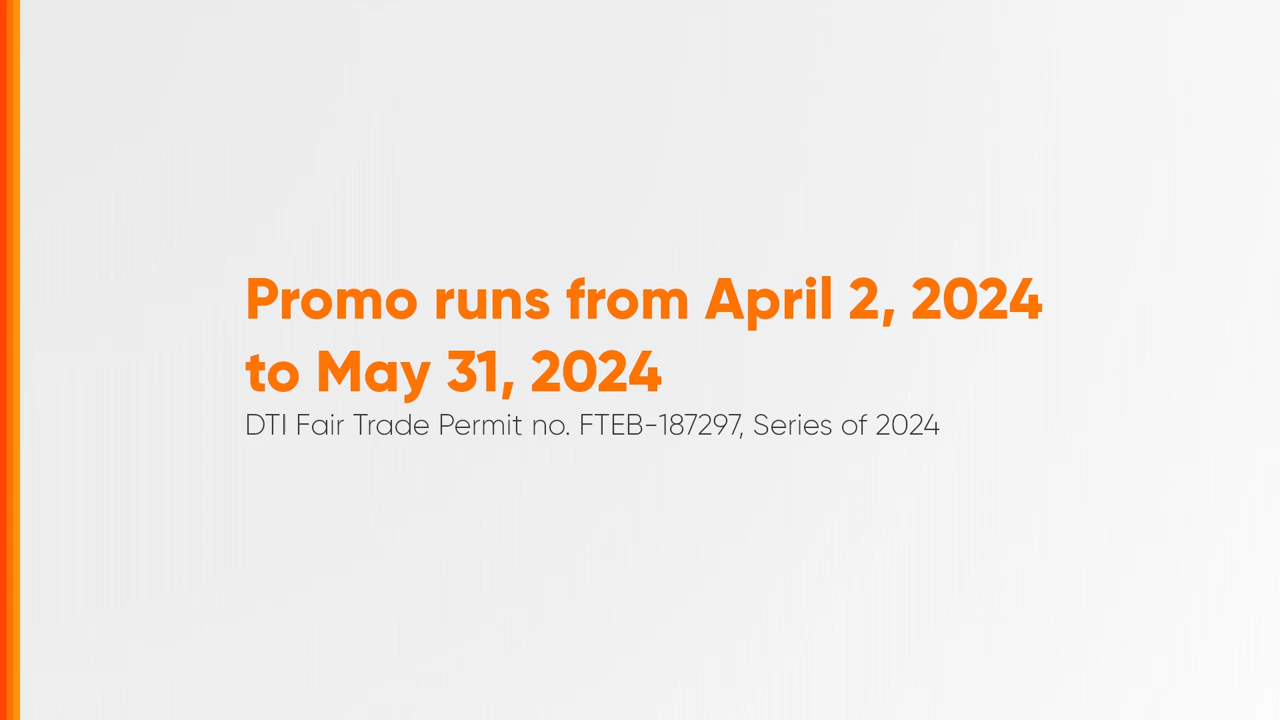 Promo runs from April 2, 2024
to May 31, 2024
DTI Fair Trade Permit no. FTEB-187297, Series of 2024